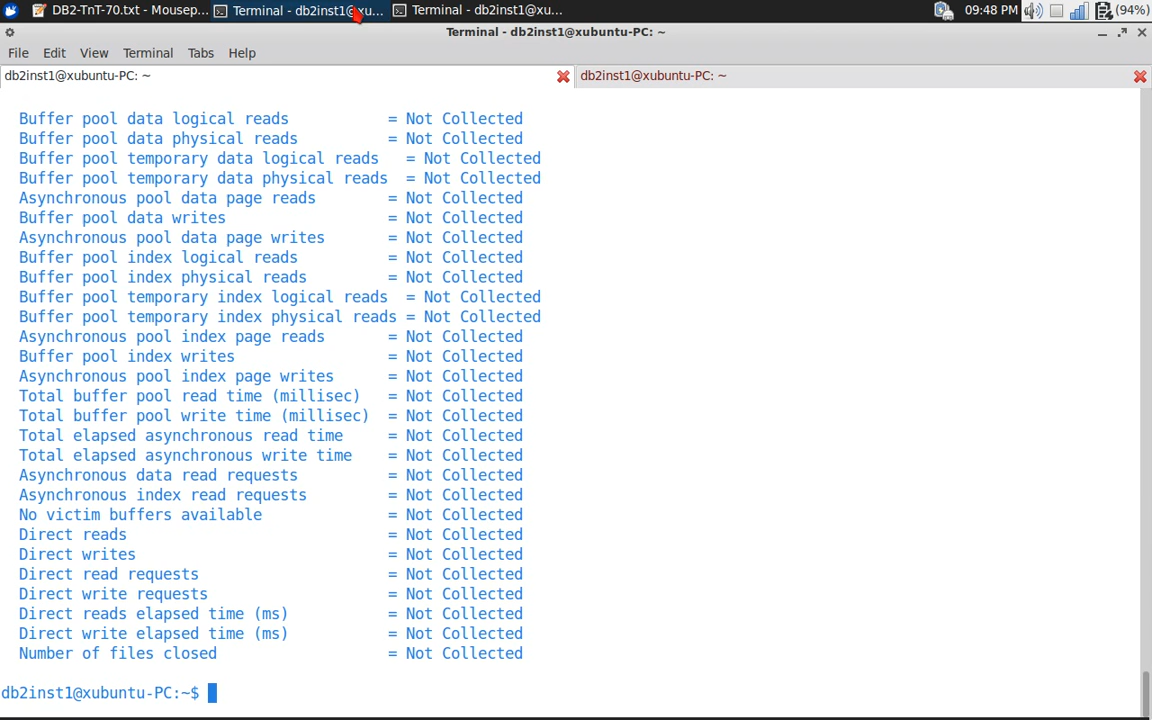 DB2-TnT-70.txt - Mousep... Terminal - db2inst1@xu... Terminal - db2inst1@xu... 09:48 PM (94%)
Terminal - db2inst1@xubuntu-PC: ~
File Edit View Terminal Tabs Help
db2inst1@xubuntu-PC: ~ db2inst1@xubuntu-PC: ~
Buffer pool data logical reads = Not Collected
Buffer pool data physical reads = Not Collected
Buffer pool temporary data logical reads = Not Collected
Buffer pool temporary data physical reads = Not Collected
Asynchronous pool data page reads = Not Collected
Buffer pool data writes = Not Collected
Asynchronous pool data page writes = Not Collected
Buffer pool index logical reads = Not Collected
Buffer pool index physical reads = Not Collected
Buffer pool temporary index logical reads = Not Collected
Buffer pool temporary index physical reads = Not Collected
Asynchronous pool index page reads = Not Collected
Buffer pool index writes = Not Collected
Asynchronous pool index page writes = Not Collected
Total buffer pool read time (millisec) = Not Collected
Total buffer pool write time (millisec) = Not Collected
Total elapsed asynchronous read time = Not Collected
Total elapsed asynchronous write time = Not Collected
Asynchronous data read requests = Not Collected
Asynchronous index read requests = Not Collected
No victim buffers available = Not Collected
Direct reads = Not Collected
Direct writes = Not Collected
Direct read requests = Not Collected
Direct write requests = Not Collected
Direct reads elapsed time (ms) = Not Collected
Direct write elapsed time (ms) = Not Collected
Number of files closed = Not Collected
db2inst1@xubuntu-PC:~$